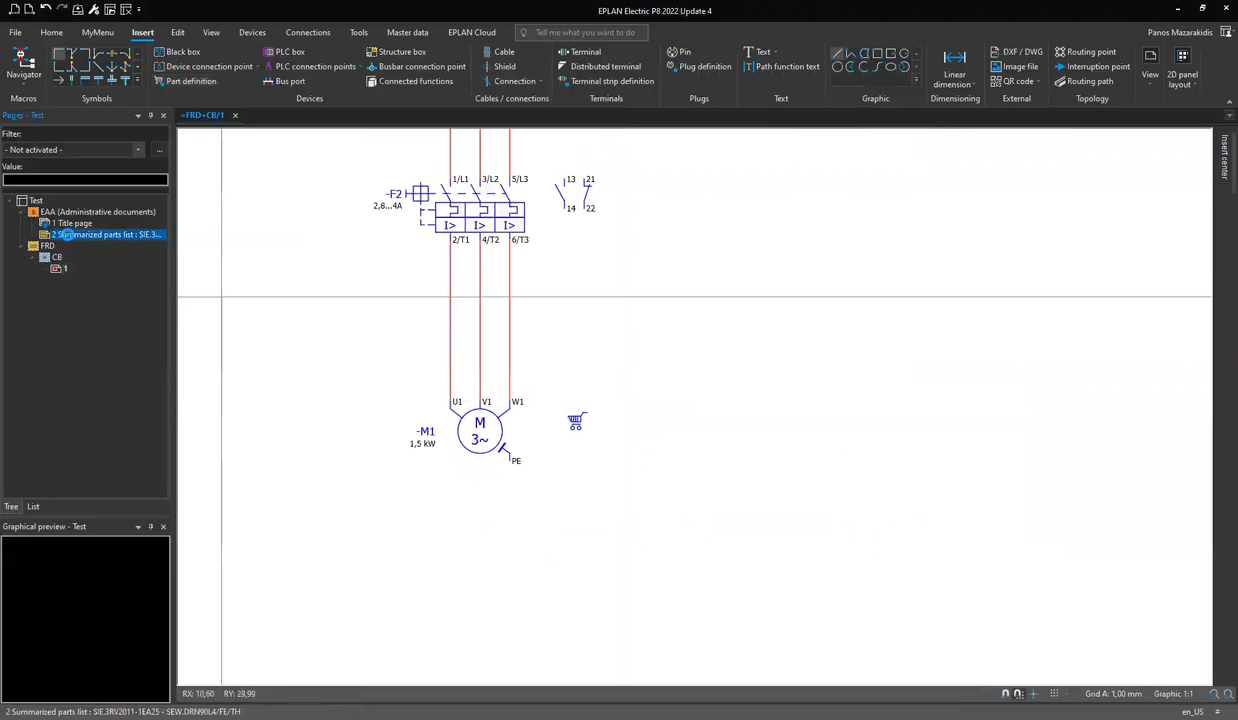 EPLAN Electric P8 2022 Update 4
File Home MyMenu Insert Edit View Devices Connections Tools Master data EPLAN Cloud Tell me what you want to do Panos Mazarakidis
Navigator
Black box PLC box Structure box Cable Terminal Pin Text Path function text DXF / DWG Routing point
Device connection point PLC connection points Busbar connection point Shield Distributed terminal Plug definition Image file Interruption point
Part definition Bus port Connected functions Connection Terminal strip definition QR code Routing path
Linear dimension View 2D panel layout
Macros Symbols Devices Cables / connections Terminals Plugs Text Graphic Dimensioning External Topology
Pages - Test
=FRD+CB/1
Filter:
- Not activated -
...
Value:
Test
EAA (Administrative documents)
1 Title page
2 Summarized parts list : SIE.3...
FRD
CB
1
Tree List
Graphical preview - Test
Insert center
1/L1 3/L2 5/L3 13 21
-F2
2,8...4A
14 22
I> I> I>
2/T1 4/T2 6/T3
U1 V1 W1
-M1
1,5 kW
M
3~
PE
RX: 10,60 RY: 29,99
Grid A: 1,00 mm Graphic 1:1
2 Summarized parts list : SIE.3RV2011-1EA25 - SEW.DRN90L4/FE/TH
en_US #